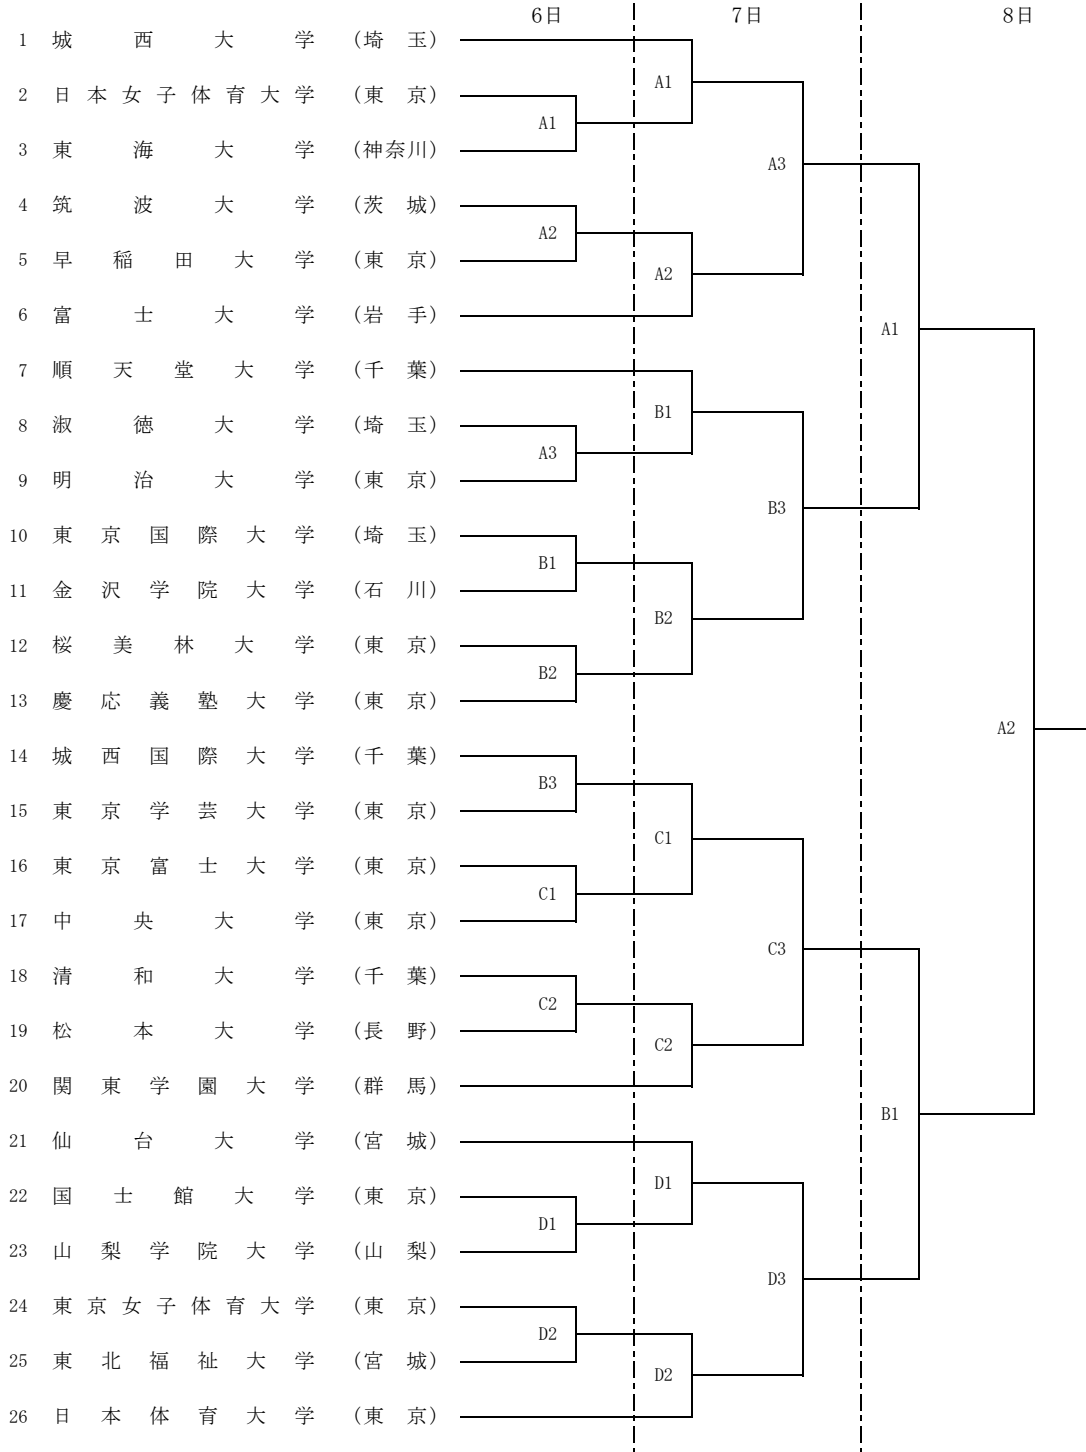 6日 7日 8日
1 城西大学 (埼玉)
A1
2 日本女子体育大学 (東京)
A1
3 東海大学 (神奈川)
A3
4 筑波大学 (茨城)
A2
5 早稲田大学 (東京)
A2
6 富士大学 (岩手)
A1
7 順天堂大学 (千葉)
B1
8 淑徳大学 (埼玉)
A3
9 明治大学 (東京)
B3
10 東京国際大学 (埼玉)
B1
11 金沢学院大学 (石川)
B2
12 桜美林大学 (東京)
B2
13 慶応義塾大学 (東京)
A2
14 城西国際大学 (千葉)
B3
15 東京学芸大学 (東京)
C1
16 東京富士大学 (東京)
C1
17 中央大学 (東京)
C3
18 清和大学 (千葉)
C2
19 松本大学 (長野)
C2
20 関東学園大学 (群馬)
B1
21 仙台大学 (宮城)
D1
22 国士館大学 (東京)
D1
23 山梨学院大学 (山梨)
D3
24 東京女子体育大学 (東京)
D2
25 東北福祉大学 (宮城)
D2
26 日本体育大学 (東京)